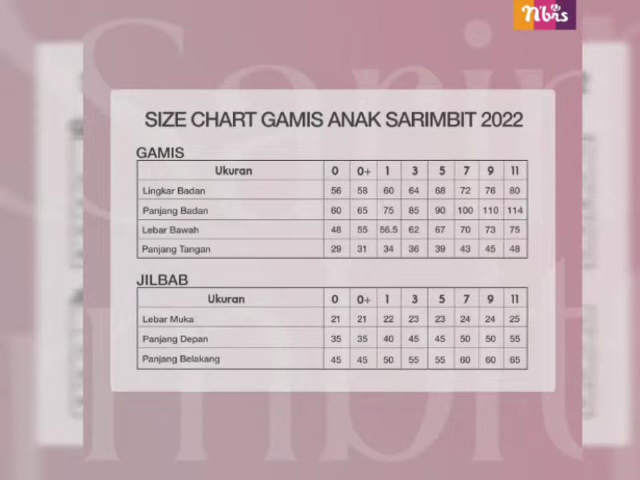 Nb's
SIZE CHART GAMIS ANAK SARIMBIT 2022
GAMIS
Ukuran 0 0+ 1 3 5 7 9 11
Lingkar Badan 56 58 60 64 68 72 76 80
Panjang Badan 60 65 75 85 90 100 110 114
Lebar Bawah 48 55 56.5 62 67 70 73 75
Panjang Tangan 29 31 34 36 39 43 45 48
JILBAB
Ukuran 0 0+ 1 3 5 7 9 11
Lebar Muka 21 21 22 23 23 24 24 25
Panjang Depan 35 35 40 45 45 50 50 55
Panjang Belakang 45 45 50 55 55 60 60 65